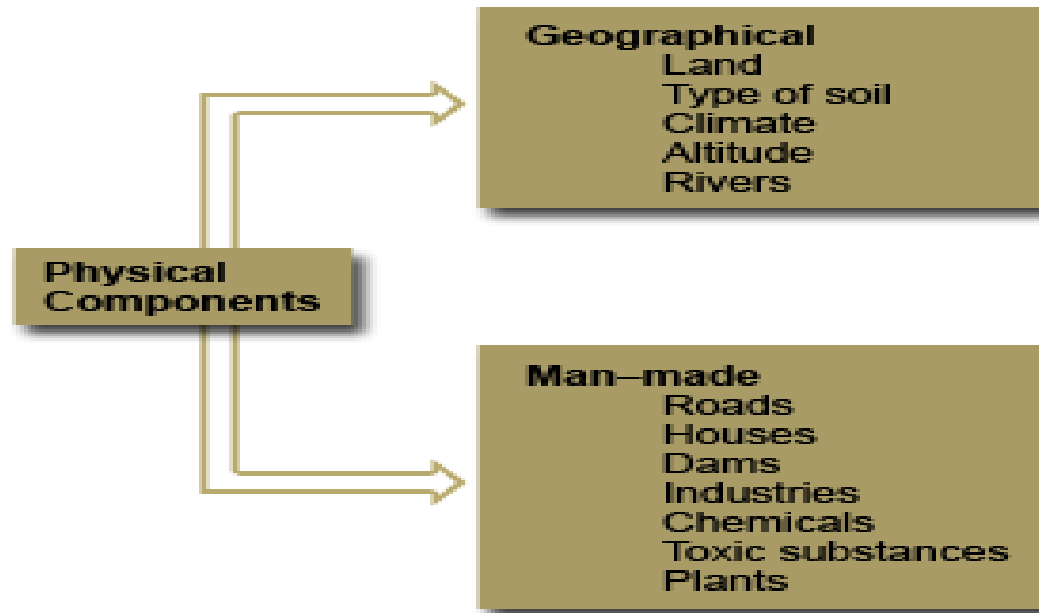 Geographical
Land
Type of soil
Climate
Altitude
Rivers
Physical
Components
Man–made
Roads
Houses
Dams
Industries
Chemicals
Toxic substances
Plants